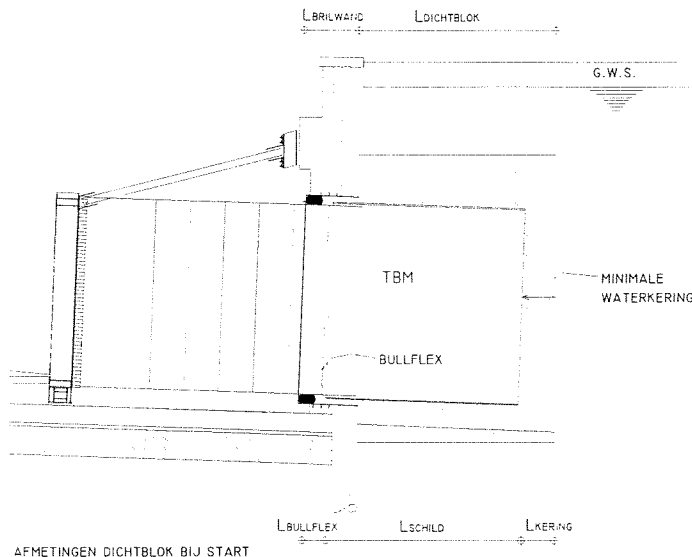 LBRILWAND LDICHTBLOK
G.W.S.
TBM
MINIMALE
WATERKERING
BULLFLEX
LBULLFLEX LSCHILD LKERING
AFMETINGEN DICHTBLOK BIJ START